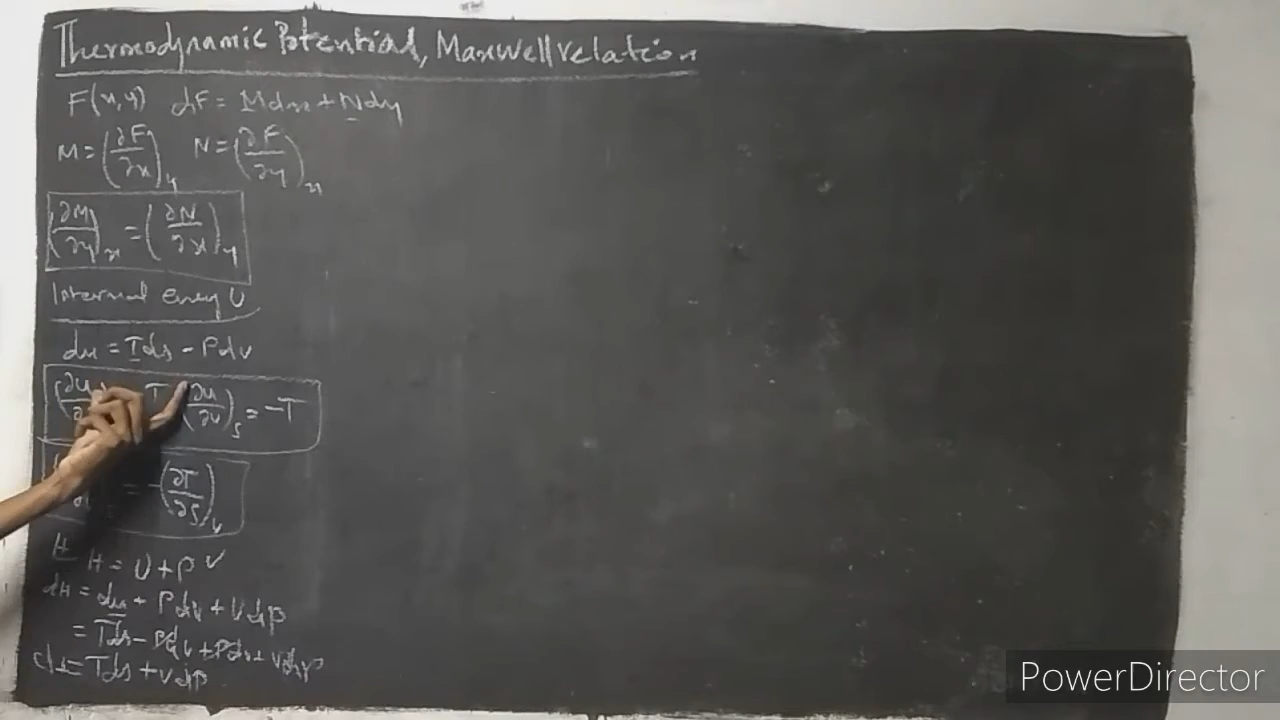 Thermodynamic Potential, Maxwell relation
F(x,y) dF = Mdx + Ndy
M = (∂F/∂x)y N = (∂F/∂y)x
(∂M/∂y)x = (∂N/∂x)y
Internal enery U
du = Tds - Pdv
T (∂u/∂v)s = -T
= -(∂T/∂S)v
H H = U + PV
dH = du + Pdv + Vdp
= Tds - Pdv + Pdv + Vdp
dH = Tds + vdp
PowerDirector